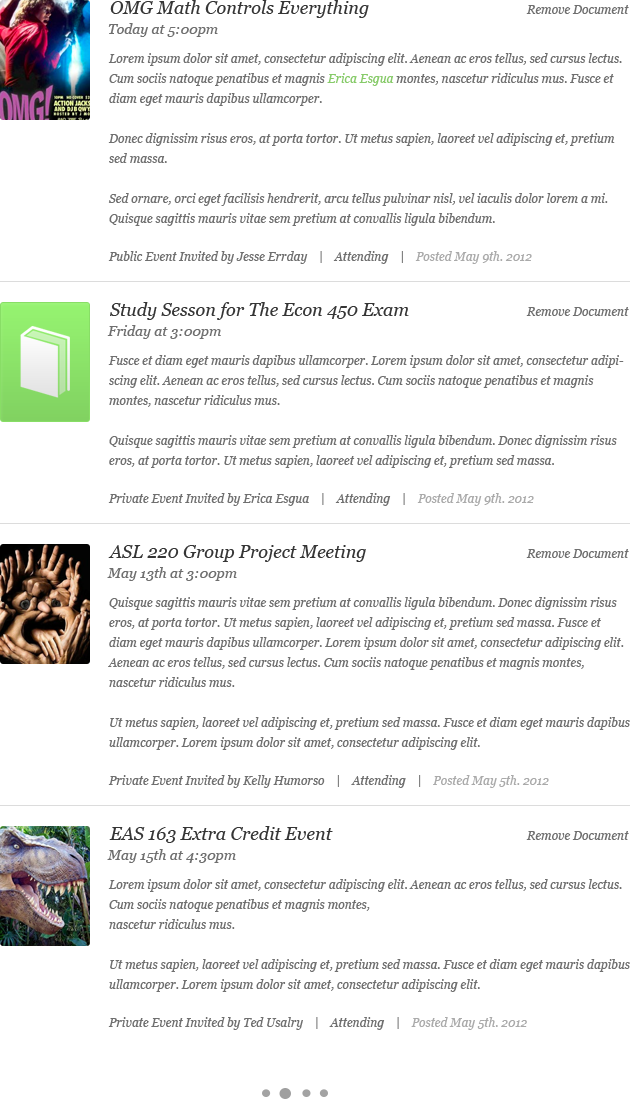 OMG Math Controls Everything
Remove Document
Today at 5:00pm
Lorem ipsum dolor sit amet, consectetur adipiscing elit. Aenean ac eros tellus, sed cursus lectus.
Cum sociis natoque penatibus et magnis Erica Esgua montes, nascetur ridiculus mus. Fusce et
diam eget mauris dapibus ullamcorper.
Donec dignissim risus eros, at porta tortor. Ut metus sapien, laoreet vel adipiscing et, pretium
sed massa.
Sed ornare, orci eget facilisis hendrerit, arcu tellus pulvinar nisl, vel iaculis dolor lorem a mi.
Quisque sagittis mauris vitae sem pretium at convallis ligula bibendum.
Public Event Invited by Jesse Errday | Attending | Posted May 9th. 2012
OMG!
ACTION JACKS
AND DJ B QWY
Study Sesson for The Econ 450 Exam
Remove Document
Friday at 3:00pm
Fusce et diam eget mauris dapibus ullamcorper. Lorem ipsum dolor sit amet, consectetur adipi-
scing elit. Aenean ac eros tellus, sed cursus lectus. Cum sociis natoque penatibus et magnis
montes, nascetur ridiculus mus.
Quisque sagittis mauris vitae sem pretium at convallis ligula bibendum. Donec dignissim risus
eros, at porta tortor. Ut metus sapien, laoreet vel adipiscing et, pretium sed massa.
Private Event Invited by Erica Esgua | Attending | Posted May 9th. 2012
ASL 220 Group Project Meeting
Remove Document
May 13th at 3:00pm
Quisque sagittis mauris vitae sem pretium at convallis ligula bibendum. Donec dignissim risus
eros, at porta tortor. Ut metus sapien, laoreet vel adipiscing et, pretium sed massa. Fusce et
diam eget mauris dapibus ullamcorper. Lorem ipsum dolor sit amet, consectetur adipiscing elit.
Aenean ac eros tellus, sed cursus lectus. Cum sociis natoque penatibus et magnis montes,
nascetur ridiculus mus.
Ut metus sapien, laoreet vel adipiscing et, pretium sed massa. Fusce et diam eget mauris dapibus
ullamcorper. Lorem ipsum dolor sit amet, consectetur adipiscing elit.
Private Event Invited by Kelly Humorso | Attending | Posted May 5th. 2012
EAS 163 Extra Credit Event
Remove Document
May 15th at 4:30pm
Lorem ipsum dolor sit amet, consectetur adipiscing elit. Aenean ac eros tellus, sed cursus lectus.
Cum sociis natoque penatibus et magnis montes,
nascetur ridiculus mus.
Ut metus sapien, laoreet vel adipiscing et, pretium sed massa. Fusce et diam eget mauris dapibus
ullamcorper. Lorem ipsum dolor sit amet, consectetur adipiscing elit.
Private Event Invited by Ted Usalry | Attending | Posted May 5th. 2012